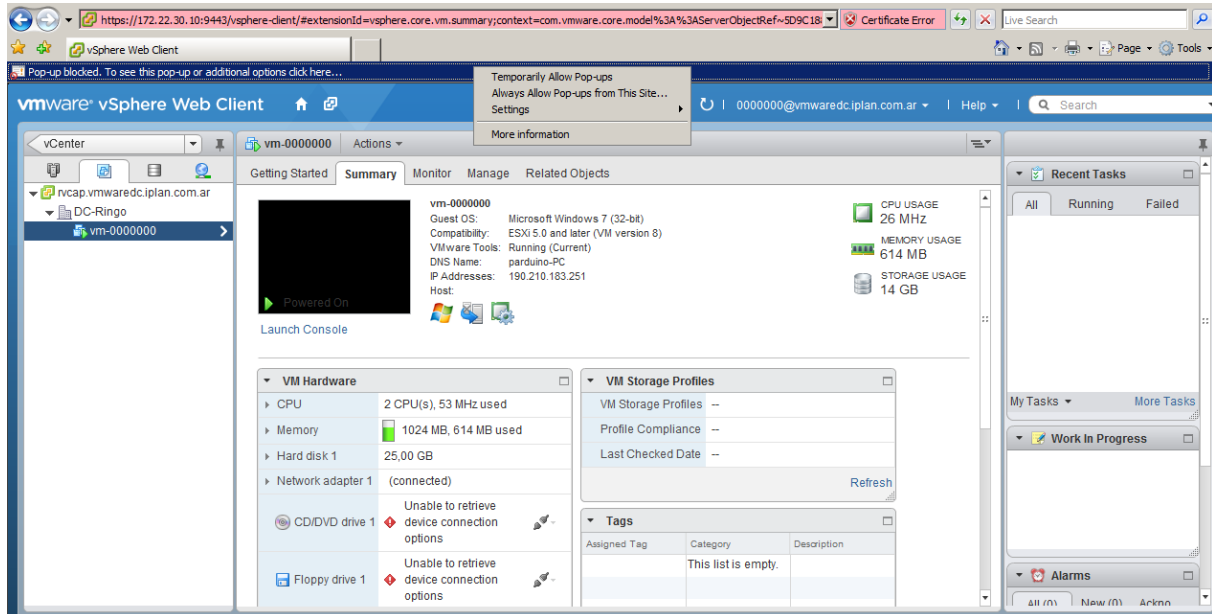 https://172.22.30.10:9443/vsphere-client/#extensionId=vsphere.core.vm.summary;context=com.vmware.core.model%3A%3AServerObjectRef~5D9C18
Certificate Error
Live Search
vSphere Web Client
Page
Tools
Pop-up blocked. To see this pop-up or additional options click here...
Temporarily Allow Pop-ups
Always Allow Pop-ups from This Site...
Settings
More information
vmware® vSphere Web Client
0000000@vmwaredc.iplan.com.ar
Help
Search
vCenter
rvcap.vmwaredc.iplan.com.ar
DC-Ringo
vm-0000000
vm-0000000
Actions
Getting Started
Summary
Monitor
Manage
Related Objects
Powered On
Launch Console
vm-0000000
Guest OS: Microsoft Windows 7 (32-bit)
Compatibility: ESXi 5.0 and later (VM version 8)
VMware Tools: Running (Current)
DNS Name: parduino-PC
IP Addresses: 190.210.183.251
Host:
CPU USAGE
26 MHz
MEMORY USAGE
614 MB
STORAGE USAGE
14 GB
VM Hardware
CPU 2 CPU(s), 53 MHz used
Memory 1024 MB, 614 MB used
Hard disk 1 25,00 GB
Network adapter 1 (connected)
CD/DVD drive 1 Unable to retrieve
device connection
options
Floppy drive 1 Unable to retrieve
device connection
options
VM Storage Profiles
VM Storage Profiles --
Profile Compliance --
Last Checked Date --
Refresh
Tags
Assigned Tag Category Description
This list is empty.
Recent Tasks
All Running Failed
My Tasks More Tasks
Work In Progress
Alarms
All (0) New (0) Ackno